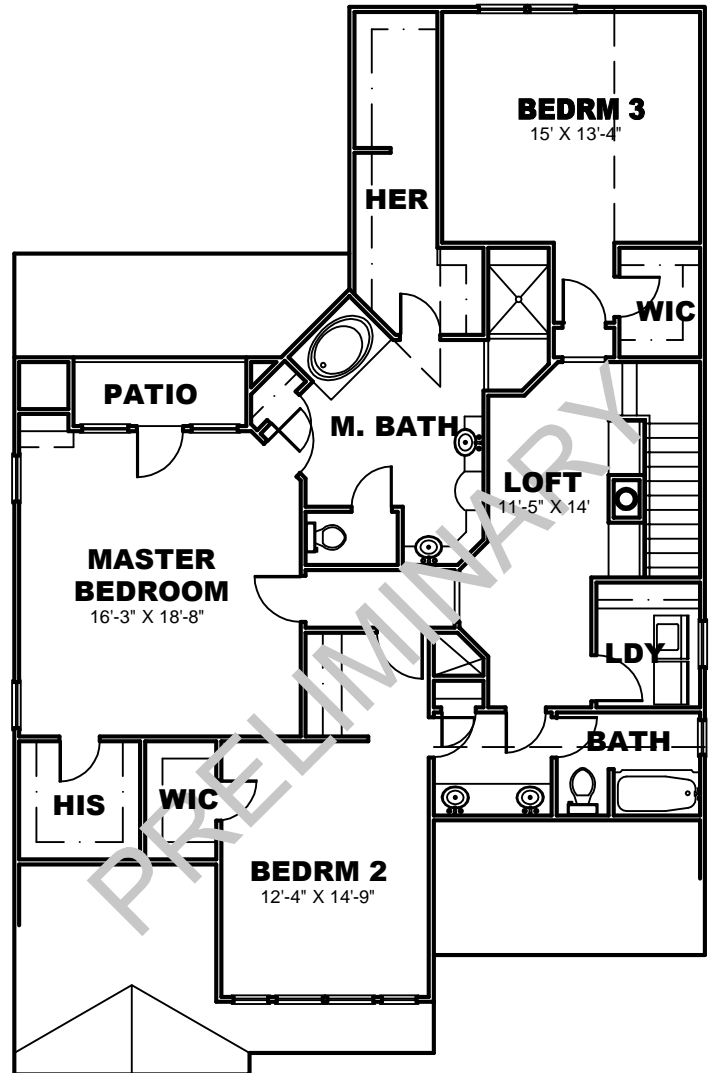 BEDRM 3
15' X 13'-4"
HER
WIC
PATIO
M. BATH
LOFT
11'-5" X 14'
MASTER
BEDROOM
16'-3" X 18'-8"
LDY
BATH
HIS
WIC
BEDRM 2
12'-4" X 14'-9"
PRELIMINARY